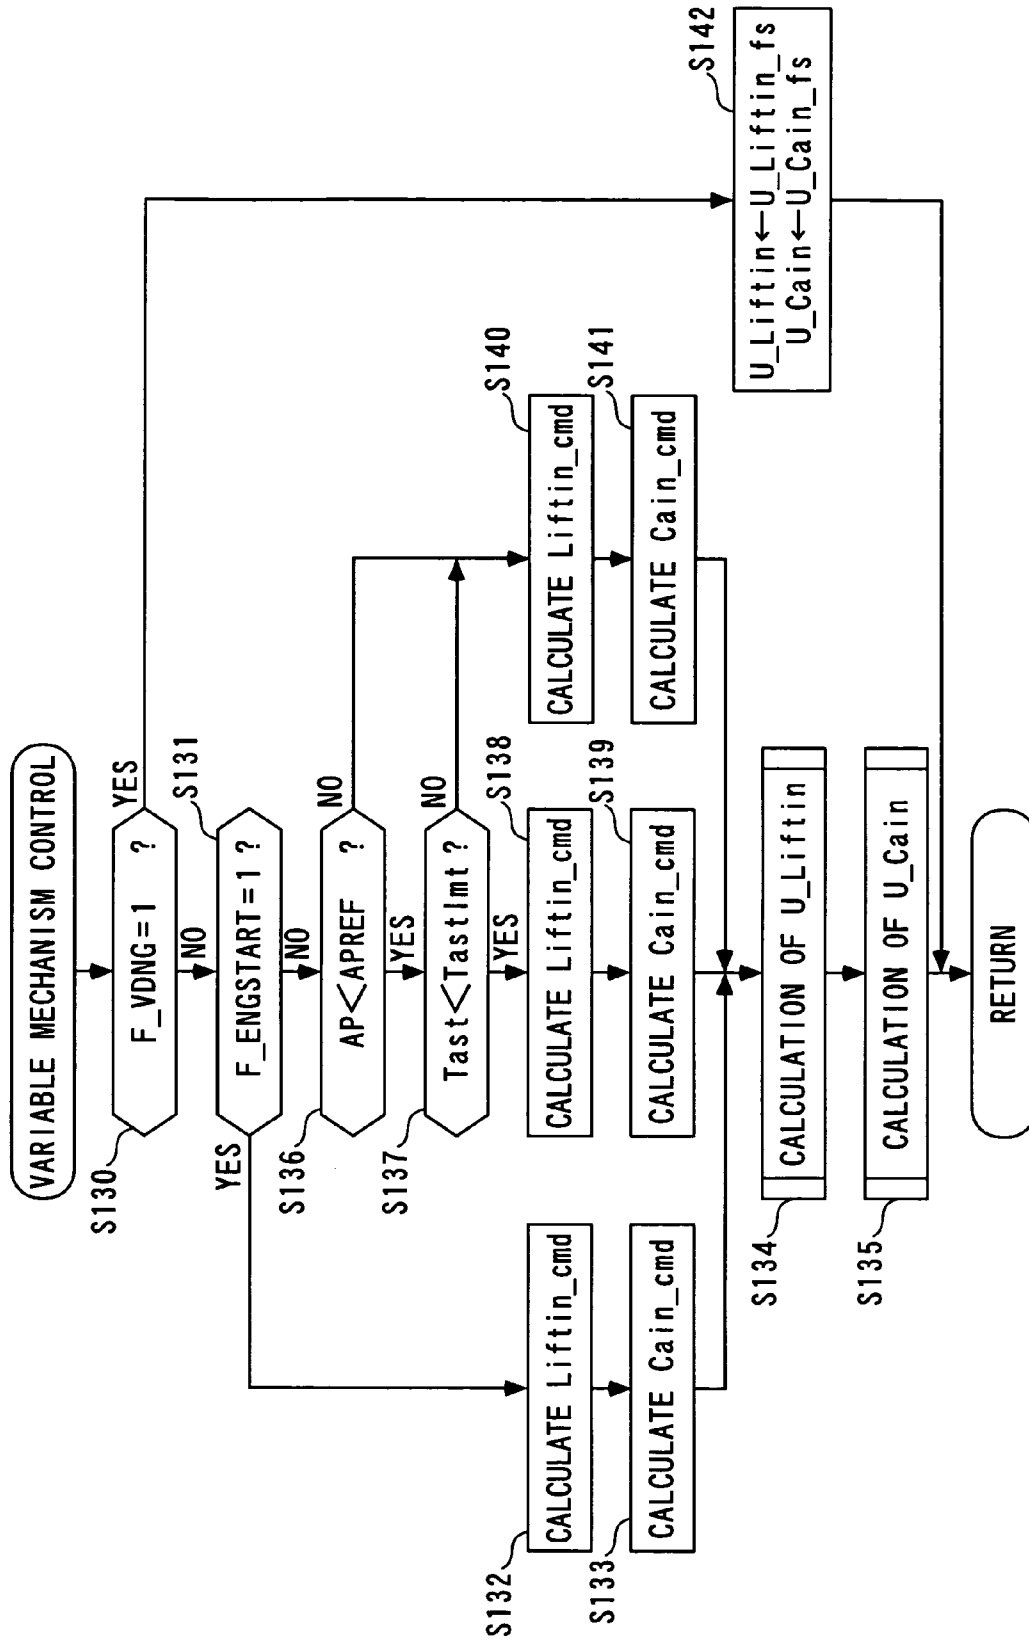 VARIABLE MECHANISM CONTROL
S130
F_VDNG=1 ?
YES
NO
S131
F_ENGSTART=1 ?
YES
NO
S136
AP<APREF ?
NO
YES
S137
Tast<Tastlmt ?
NO
YES
S132
CALCULATE Liftin_cmd
S138
CALCULATE Liftin_cmd
S140
CALCULATE Liftin_cmd
S133
CALCULATE Cain_cmd
S139
CALCULATE Cain_cmd
S141
CALCULATE Cain_cmd
S142
U_Liftin←U_Liftin_fs
U_Cain←U_Cain_fs
S134
CALCULATION OF U_Liftin
S135
CALCULATION OF U_Cain
RETURN